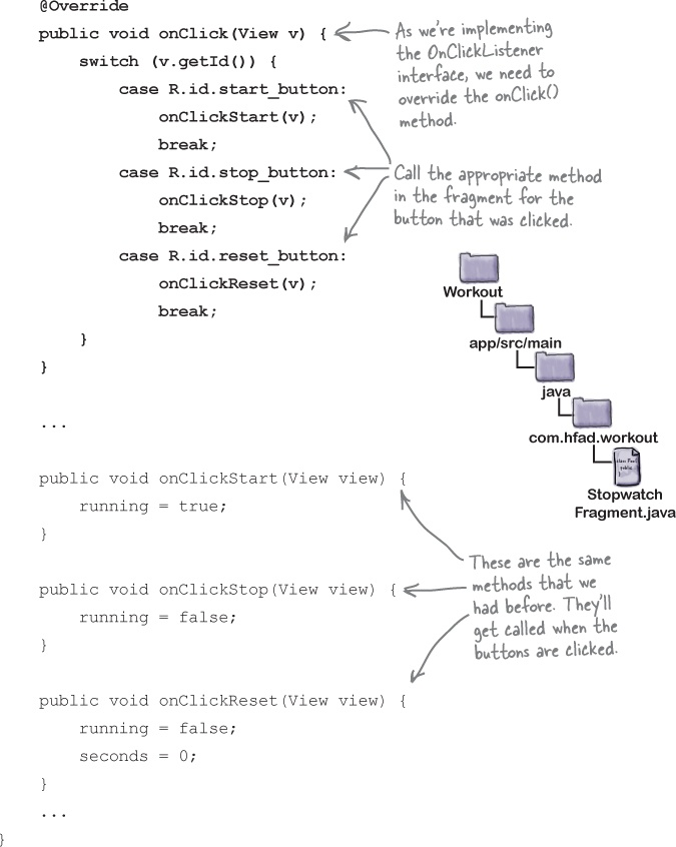 @Override
public void onClick(View v) {
switch (v.getId()) {
case R.id.start_button:
onClickStart(v);
break;
case R.id.stop_button:
onClickStop(v);
break;
case R.id.reset_button:
onClickReset(v);
break;
}
}
...
public void onClickStart(View view) {
running = true;
}
public void onClickStop(View view) {
running = false;
}
public void onClickReset(View view) {
running = false;
seconds = 0;
}
...
}
As we're implementing
the OnClickListener
interface, we need to
override the onClick()
method.
Call the appropriate method
in the fragment for the
button that was clicked.
Workout
app/src/main
java
com.hfad.workout
Stopwatch
Fragment.java
These are the same
methods that we
had before. They'll
get called when the
buttons are clicked.